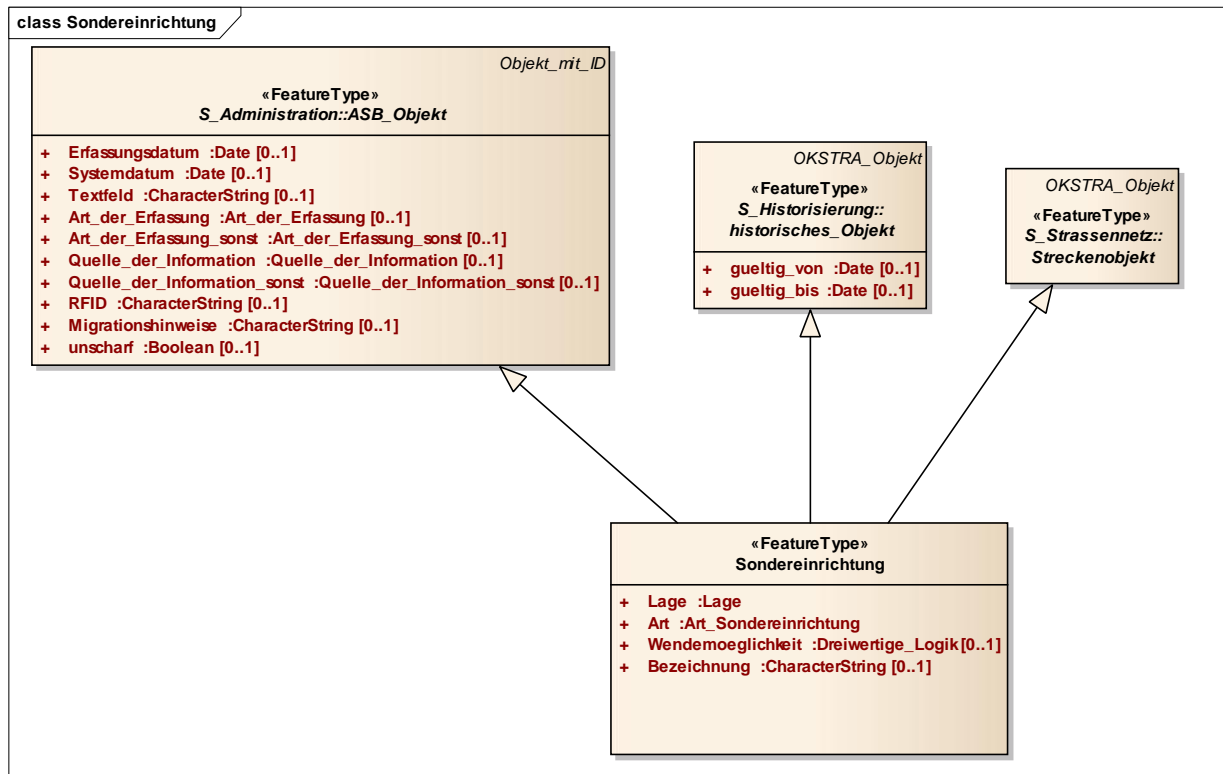 class Sondereinrichtung
Objekt_mit_ID
«FeatureType»
S_Administration::ASB_Objekt
+ Erfassungsdatum :Date [0..1]
+ Systemdatum :Date [0..1]
+ Textfeld :CharacterString [0..1]
+ Art_der_Erfassung :Art_der_Erfassung [0..1]
+ Art_der_Erfassung_sonst :Art_der_Erfassung_sonst [0..1]
+ Quelle_der_Information :Quelle_der_Information [0..1]
+ Quelle_der_Information_sonst :Quelle_der_Information_sonst [0..1]
+ RFID :CharacterString [0..1]
+ Migrationshinweise :CharacterString [0..1]
+ unscharf :Boolean [0..1]
OKSTRA_Objekt
«FeatureType»
S_Historisierung::
historisches_Objekt
+ gueltig_von :Date [0..1]
+ gueltig_bis :Date [0..1]
OKSTRA_Objekt
«FeatureType»
S_Strassennetz::
Streckenobjekt
«FeatureType»
Sondereinrichtung
+ Lage :Lage
+ Art :Art_Sondereinrichtung
+ Wendemoeglichkeit :Dreiwertige_Logik [0..1]
+ Bezeichnung :CharacterString [0..1]